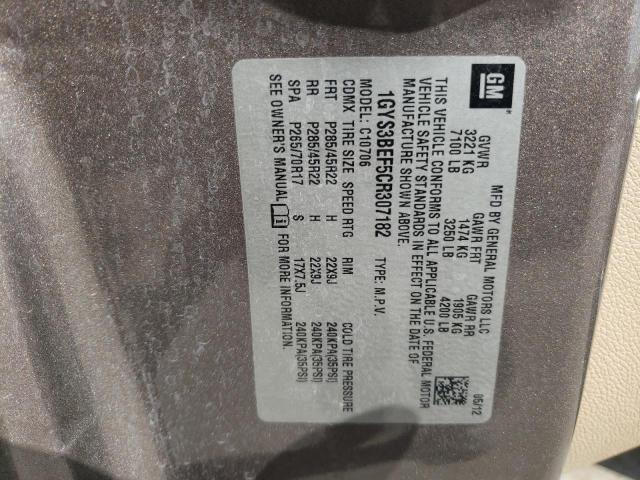 GM
MFD BY GENERAL MOTORS LLC
GVWR GAWR FRT GAWR RR
3221 KG 1474 KG 1905 KG
7100 LB 3250 LB 4200 LB
05/12
THIS VEHICLE CONFORMS TO ALL APPLICABLE U.S. FEDERAL MOTOR
VEHICLE SAFETY STANDARDS IN EFFECT ON THE DATE OF
MANUFACTURE SHOWN ABOVE.
1GYS3BEF5CR307182 TYPE: M.P.V.
MODEL: C10706
CDMX TIRE SIZE SPEED RTG RIM COLD TIRE PRESSURE
FRT P285/45R22 H 22X9J 240KPA(35PSI)
RR P285/45R22 H 22X9J 240KPA(35PSI)
SPA P265/70R17 S 17X7.5J 240KPA(35PSI)
SEE OWNER'S MANUAL FOR MORE INFORMATION.